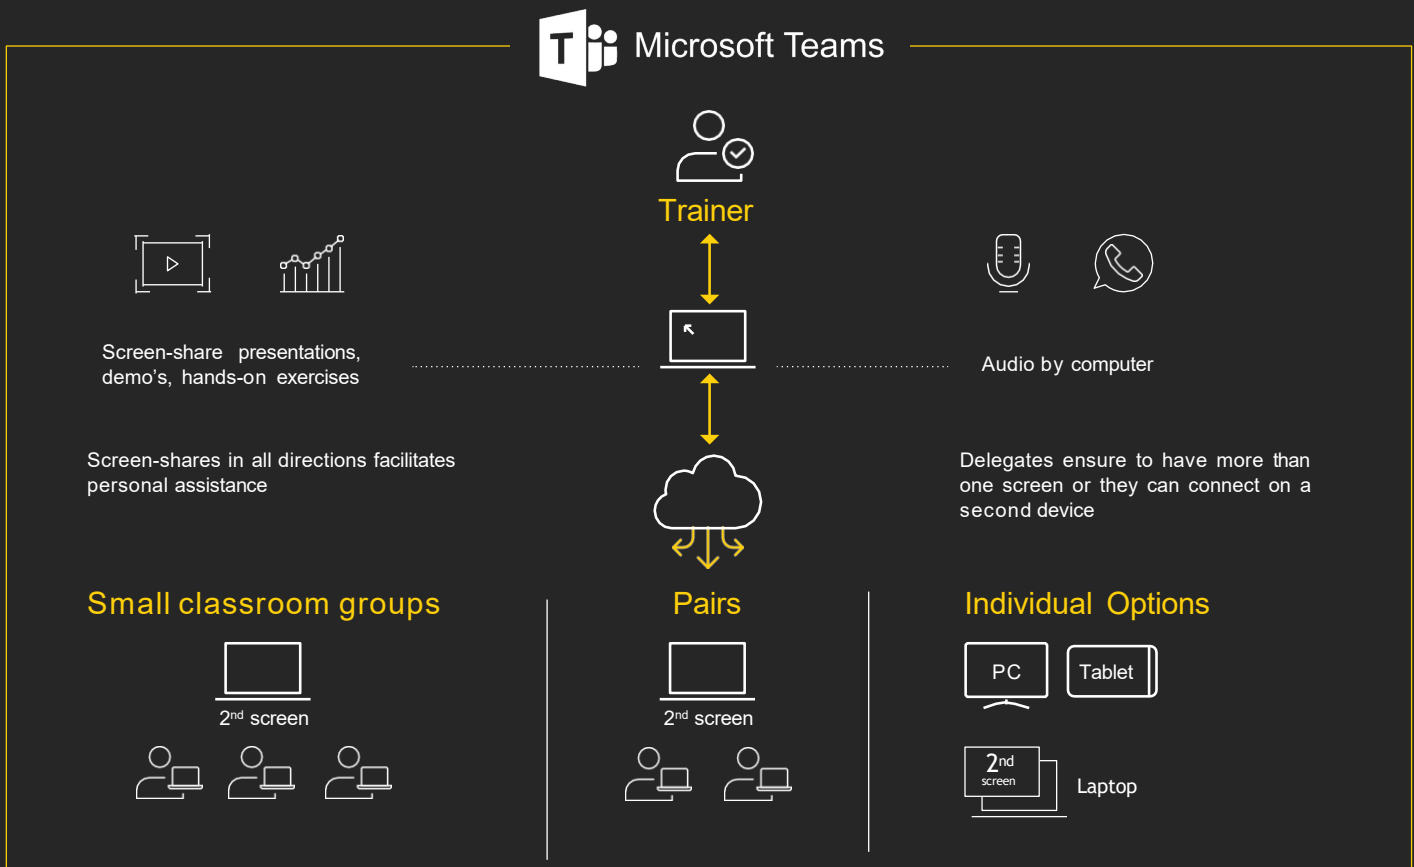 T
Microsoft Teams
Trainer
Screen-share presentations,
demo's, hands-on exercises
Audio by computer
Screen-shares in all directions facilitates
personal assistance
Delegates ensure to have more than
one screen or they can connect on a
second device
Small classroom groups
Pairs
Individual Options
2nd screen
2nd screen
PC
Tablet
2nd
screen
Laptop